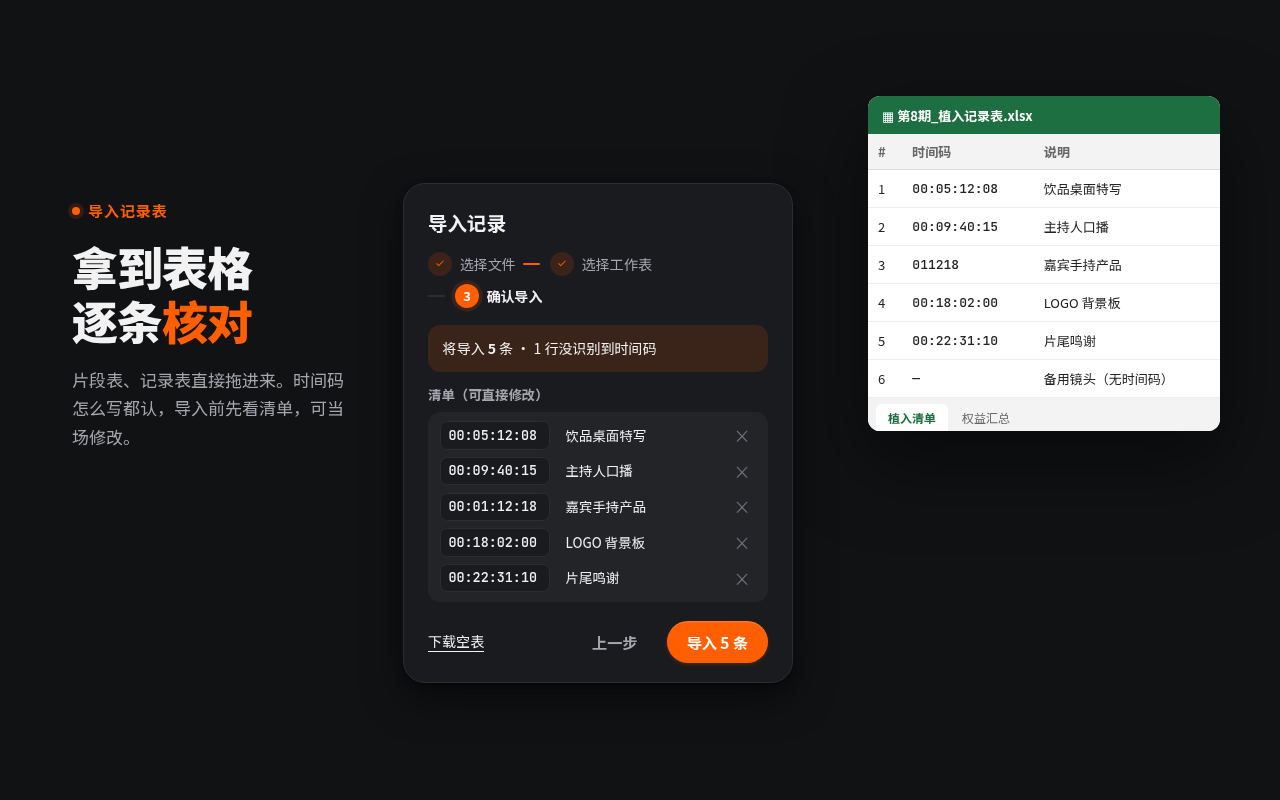 导入记录表
拿到表格
逐条核对
片段表、记录表直接拖进来。时间码
怎么写都认，导入前先看清单，可当
场修改。
导入记录
选择文件 选择工作表
3 确认导入
将导入 5 条 · 1 行没识别到时间码
清单（可直接修改）
00:05:12:08 饮品桌面特写
00:09:40:15 主持人口播
00:01:12:18 嘉宾手持产品
00:18:02:00 LOGO 背景板
00:22:31:10 片尾鸣谢
下载空表 上一步 导入 5 条
第8期_植入记录表.xlsx
# 时间码 说明
1 00:05:12:08 饮品桌面特写
2 00:09:40:15 主持人口播
3 011218 嘉宾手持产品
4 00:18:02:00 LOGO 背景板
5 00:22:31:10 片尾鸣谢
6 — 备用镜头（无时间码）
植入清单 权益汇总